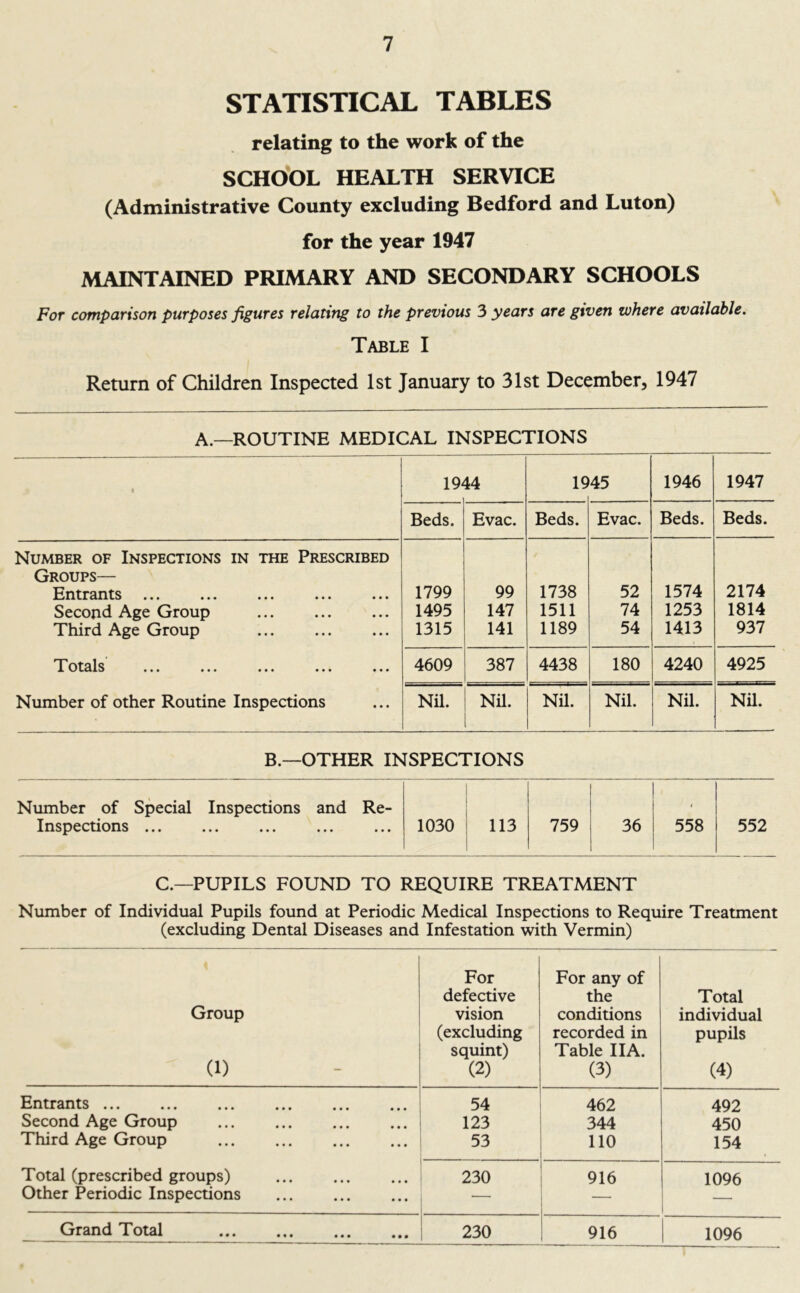 7
STATISTICAL TABLES
relating to the work of the
SCHOOL HEALTH SERVICE
(Administrative County excluding Bedford and Luton)
for the year 1947
MAINTAINED PRIMARY AND SECONDARY SCHOOLS
For comparison purposes figures relating to the previous 3 years are given where available.
TABLE I
Return of Children Inspected 1st January to 31st December, 1947
A.—ROUTINE MEDICAL INSPECTIONS
1944 1945 1946 1947
Beds. Evac. Beds. Evac. Beds. Beds.
NUMBER OF INSPECTIONS IN THE PRESCRIBED
GROUPS—
Entrants ... ... ... ... ... 1799 99 1738 52 1574 2174
Second Age Group ... ... ... 1495 147 1511 74 1253 1814
Third Age Group ... ... ... 1315 141 1189 54 1413 937
Totals ... ... ... ... ... 4609 387 4438 180 4240 4925
Number of other Routine Inspections ... Nil. Nil. Nil. Nil. Nil. Nil.
B.—OTHER INSPECTIONS
Number of Special Inspections and Re-
Inspections ... ... ... ... ... 1030 113 759 36 558 552
C.—PUPILS FOUND TO REQUIRE TREATMENT
Number of Individual Pupils found at Periodic Medical Inspections to Require Treatment
(excluding Dental Diseases and Infestation with Vermin)
For For any of
defective the Total
Group vision conditions individual
(excluding recorded in pupils
squint) Table IIA.
(1) (2) (3) (4)
Entrants ... ... ... ... ... ... 54 462 492
Second Age Group ... ... ... ... 123 344 450
Third Age Group ... ... ... ... 53 110 154
Total (prescribed groups) ... ... ... 230 916 1096
Other Periodic Inspections ... ... ... — — —
Grand Total ... ... ... ... 230 916 1096